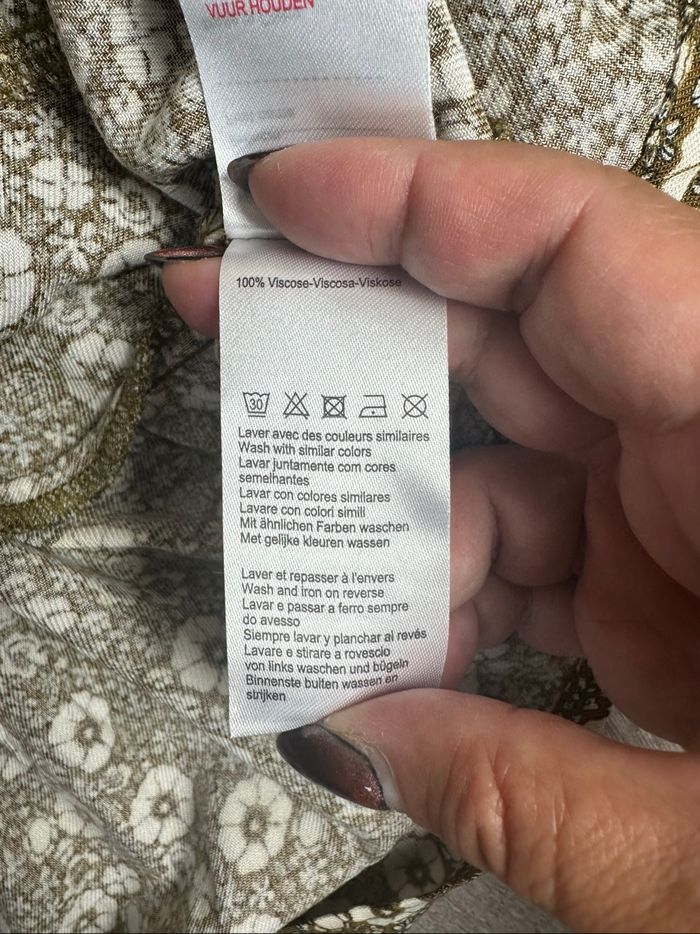 VUUR HOUDEN
100% Viscose-Viscosa-Viskose
30
Laver avec des couleurs similaires
Wash with similar colors
Lavar juntamente com cores
semelhantes
Lavar con colores similares
Lavare con colori simili
Mit ähnlichen Farben waschen
Met gelijke kleuren wassen
Laver et repasser à l'envers
Wash and iron on reverse
Lavar e passar a ferro sempre
do avesso
Siempre lavar y planchar al revés
Lavare e stirare a rovescio
von links waschen und bügeln
Binnenste buiten wassen en
strijken